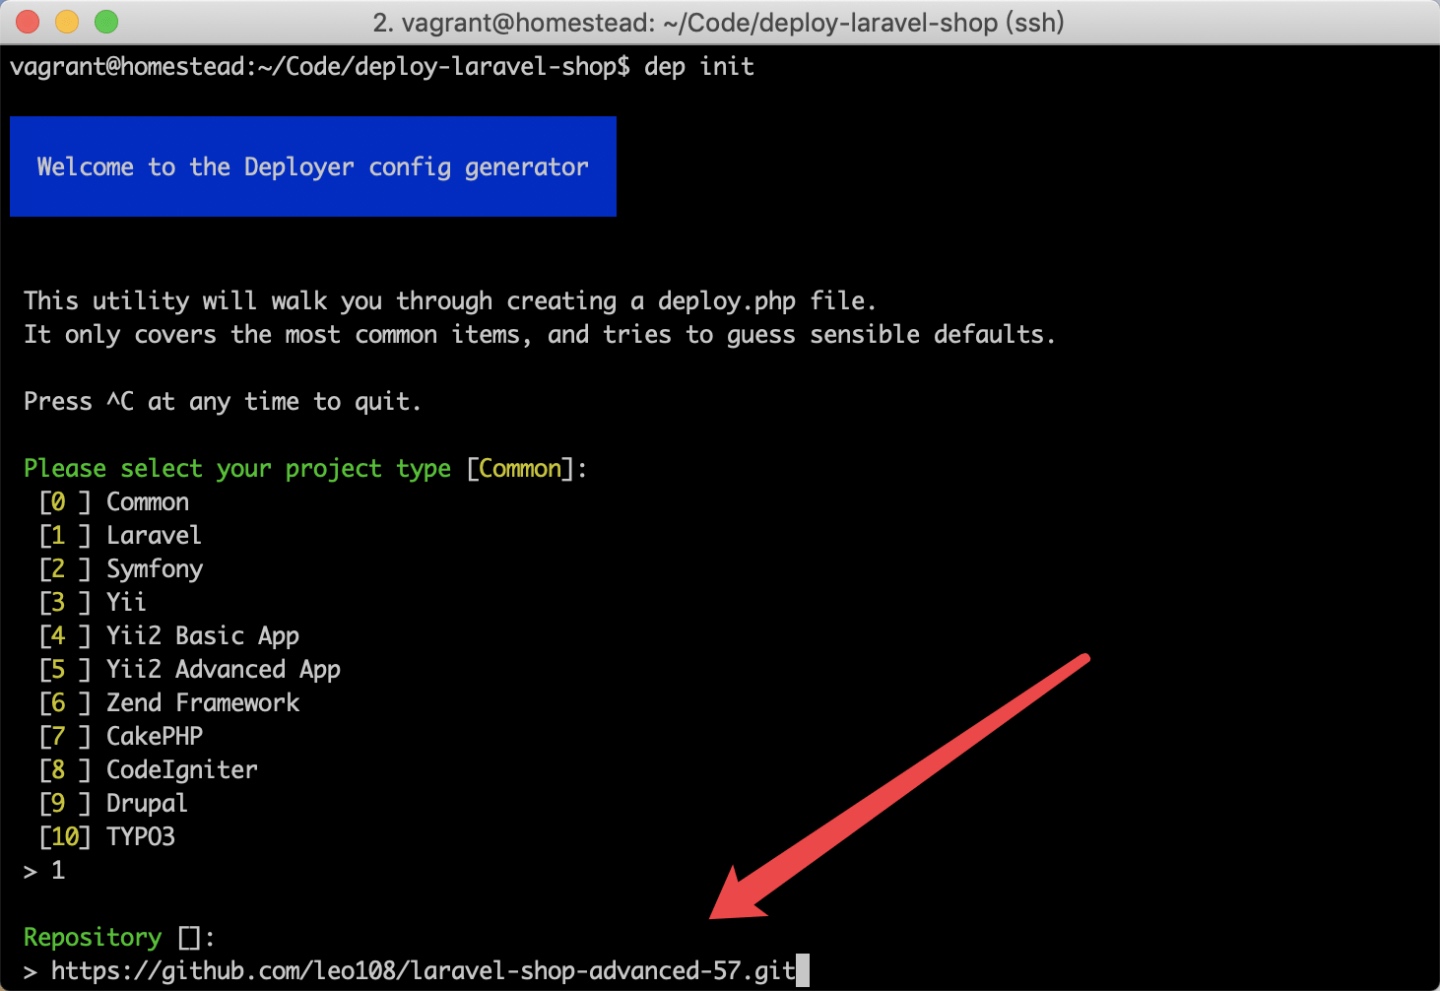 2. vagrant@homestead: ~/Code/deploy-laravel-shop (ssh)
vagrant@homestead:~/Code/deploy-laravel-shop$ dep init
Welcome to the Deployer config generator
This utility will walk you through creating a deploy.php file.
It only covers the most common items, and tries to guess sensible defaults.
Press ^C at any time to quit.
Please select your project type [Common]:
[0 ] Common
[1 ] Laravel
[2 ] Symfony
[3 ] Yii
[4 ] Yii2 Basic App
[5 ] Yii2 Advanced App
[6 ] Zend Framework
[7 ] CakePHP
[8 ] CodeIgniter
[9 ] Drupal
[10] TYPO3
> 1
Repository []:
> https://github.com/leo108/laravel-shop-advanced-57.git